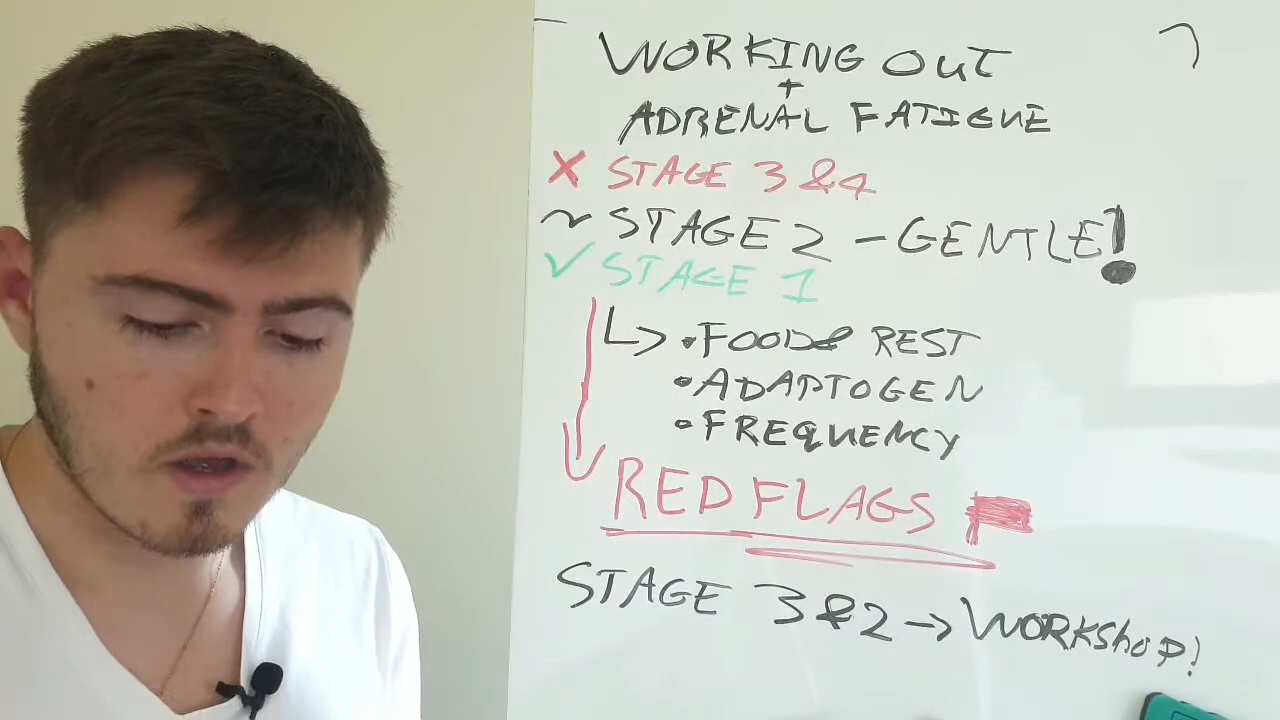 WORKING OUT
+
ADRENAL FATIGUE
X STAGE 3 & 4
~ STAGE 2 – GENTLE!
✓ STAGE 1
↳ • FOOD & REST
• ADAPTOGEN
• FREQUENCY
RED FLAGS
STAGE 3 & 2 → WORKShOP!